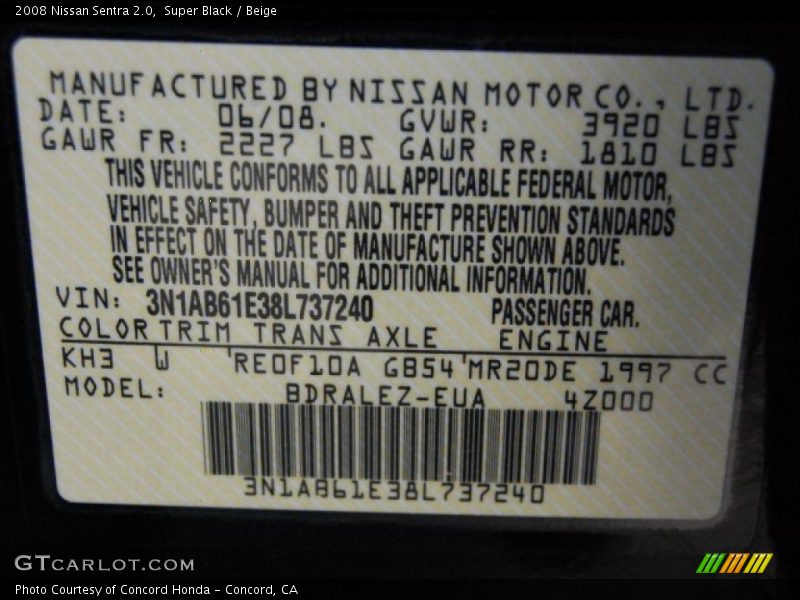 2008 Nissan Sentra 2.0,  Super Black / Beige
MANUFACTURED BY NISSAN MOTOR CO., LTD.
DATE: 06/08. GVWR: 3920 LBS
GAWR FR: 2227 LBS GAWR RR: 1810 LBS
THIS VEHICLE CONFORMS TO ALL APPLICABLE FEDERAL MOTOR,
VEHICLE SAFETY, BUMPER AND THEFT PREVENTION STANDARDS
IN EFFECT ON THE DATE OF MANUFACTURE SHOWN ABOVE.
SEE OWNER'S MANUAL FOR ADDITIONAL INFORMATION.
VIN: 3N1AB61E38L737240 PASSENGER CAR.
COLOR TRIM TRANS AXLE ENGINE
KH3 W RE0F10A GB54 MR20DE 1997 CC
MODEL: BDRALEZ-EUA 4Z000
3N1AB61E38L737240
GTCARLOT.COM
Photo Courtesy of Concord Honda - Concord, CA